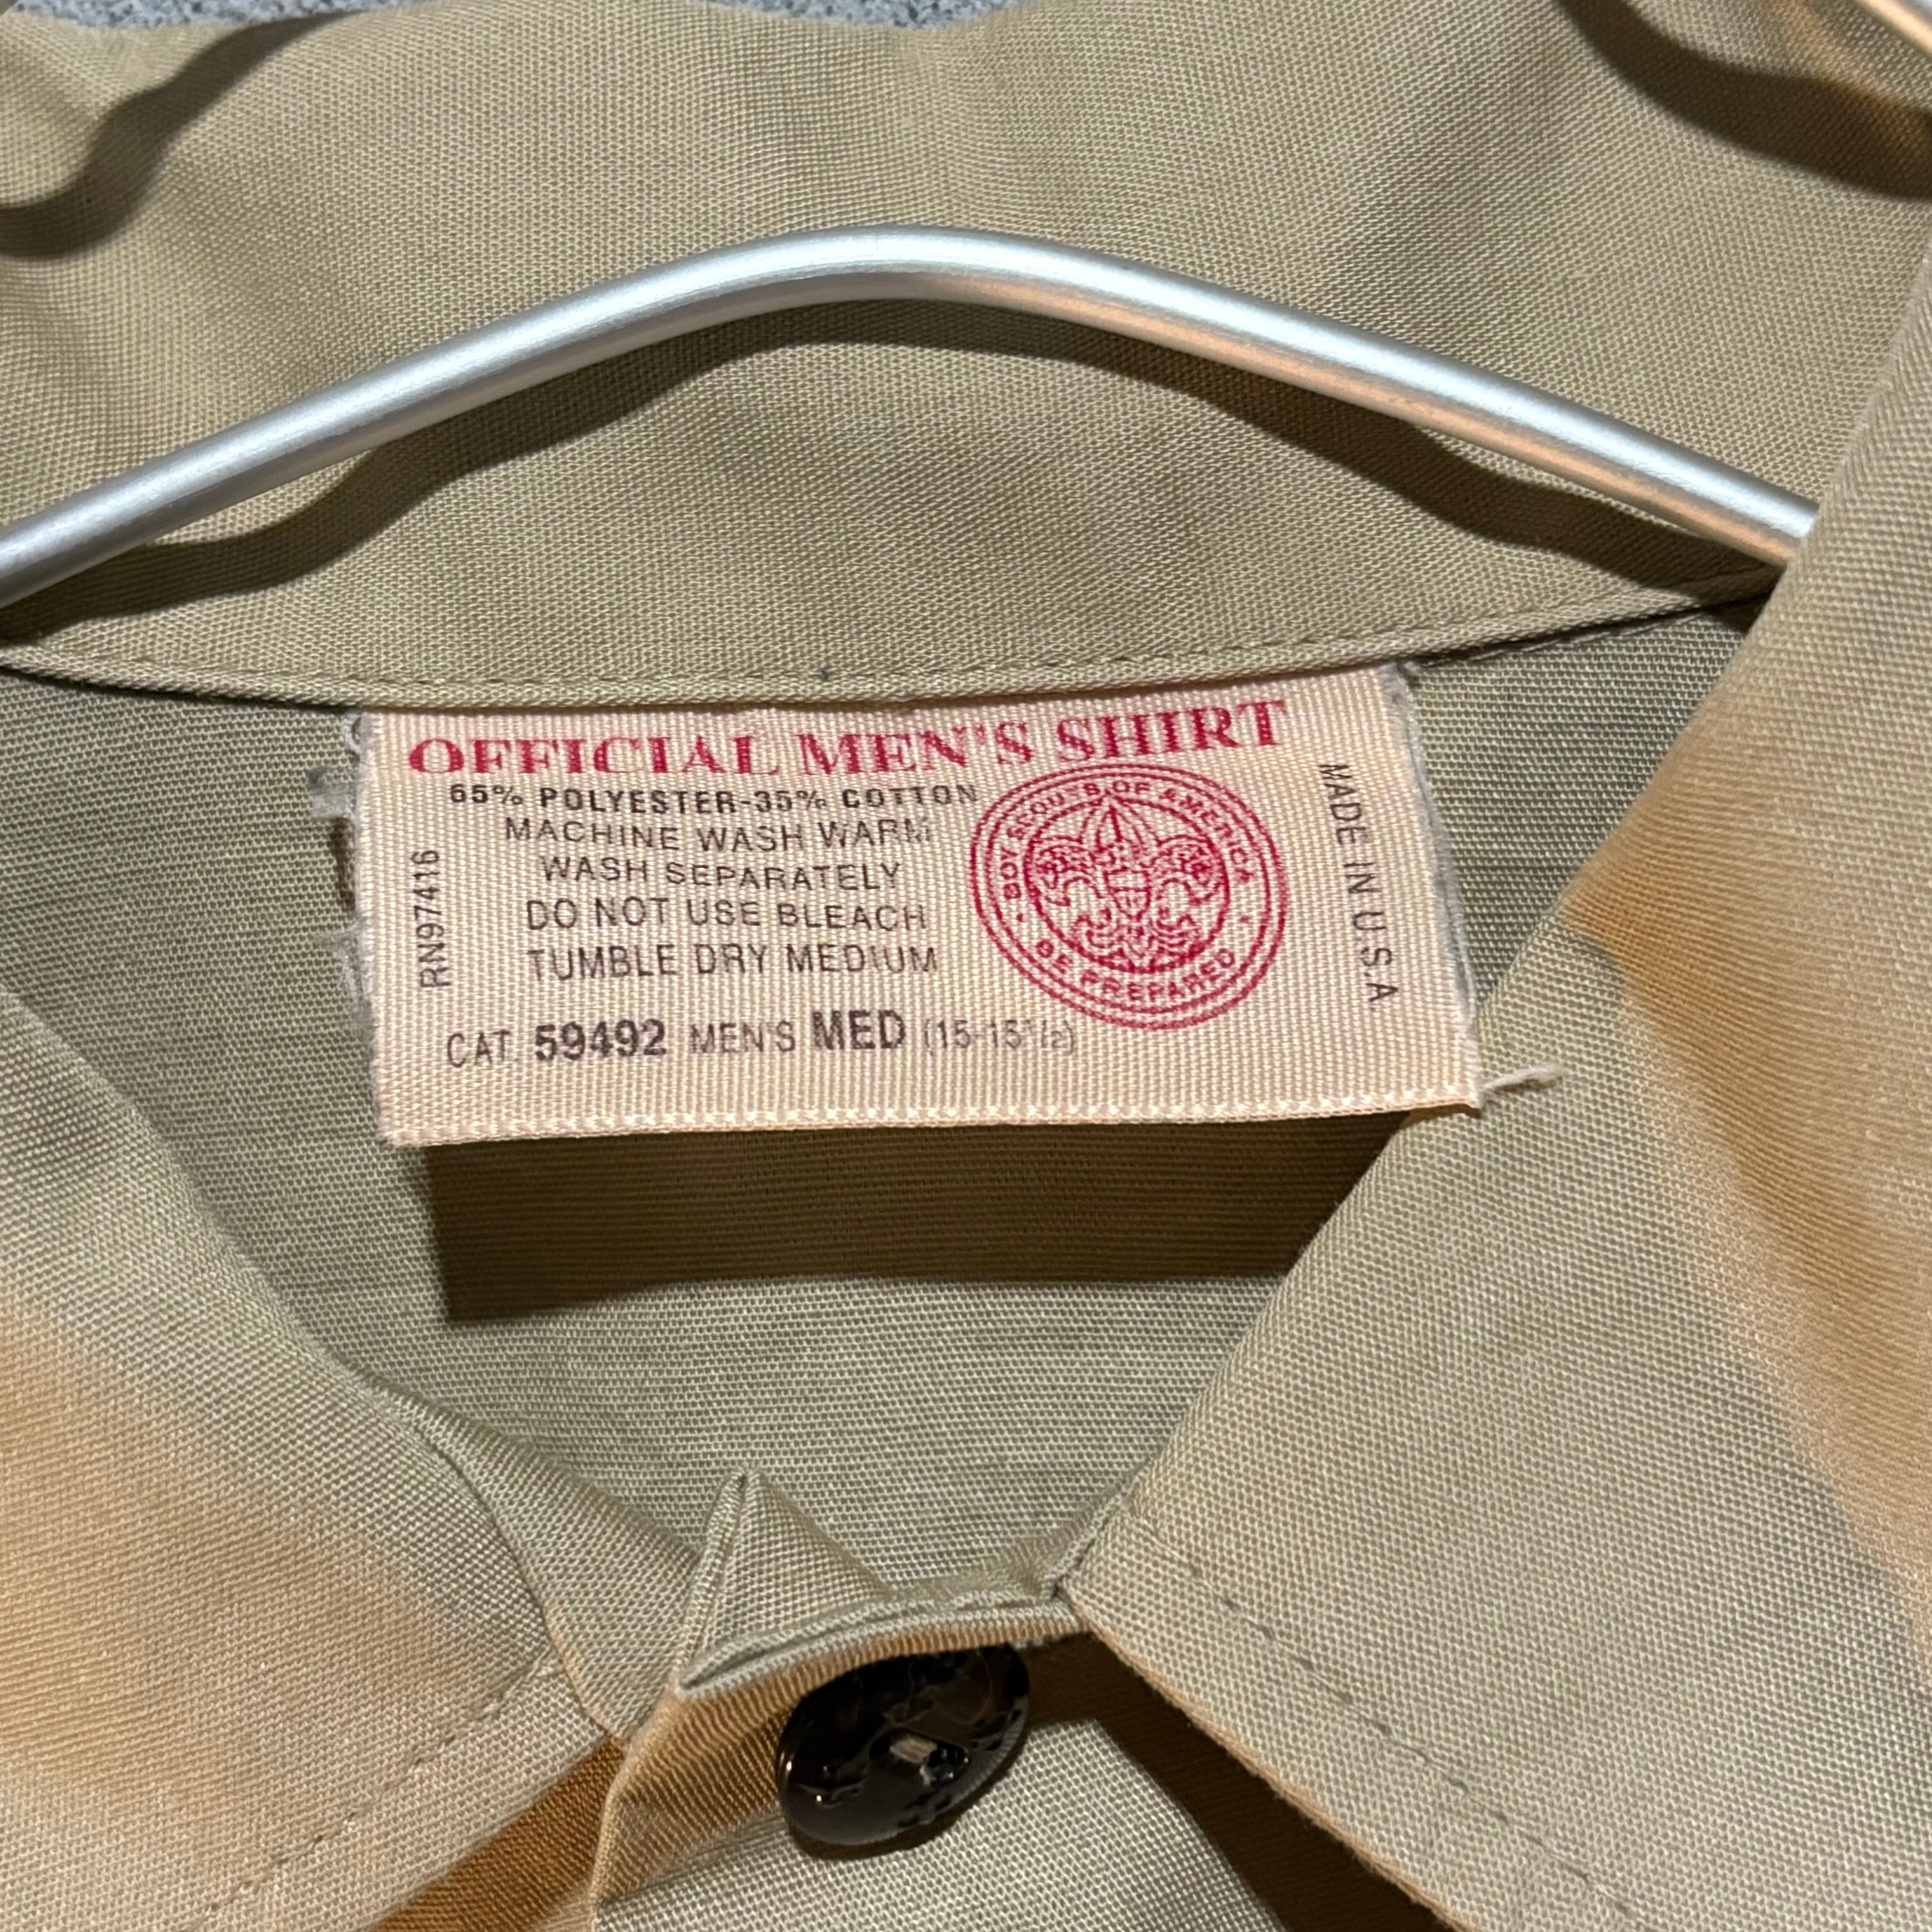 OFFICIAL MEN'S SHIRT
65% POLYESTER-35% COTTON
MACHINE WASH WARM
WASH SEPARATELY
DO NOT USE BLEACH
TUMBLE DRY MEDIUM
CAT. 59492 MEN'S MED (15-15½)
RN97416
BOY SCOUTS OF AMERICA
BE PREPARED
MADE IN U.S.A.